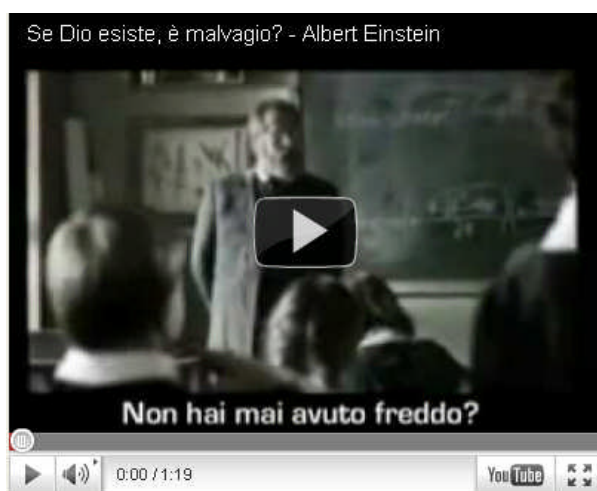 Se Dio esiste, è malvagio? - Albert Einstein
Non hai mai avuto freddo?
0:00 / 1:19
YouTube